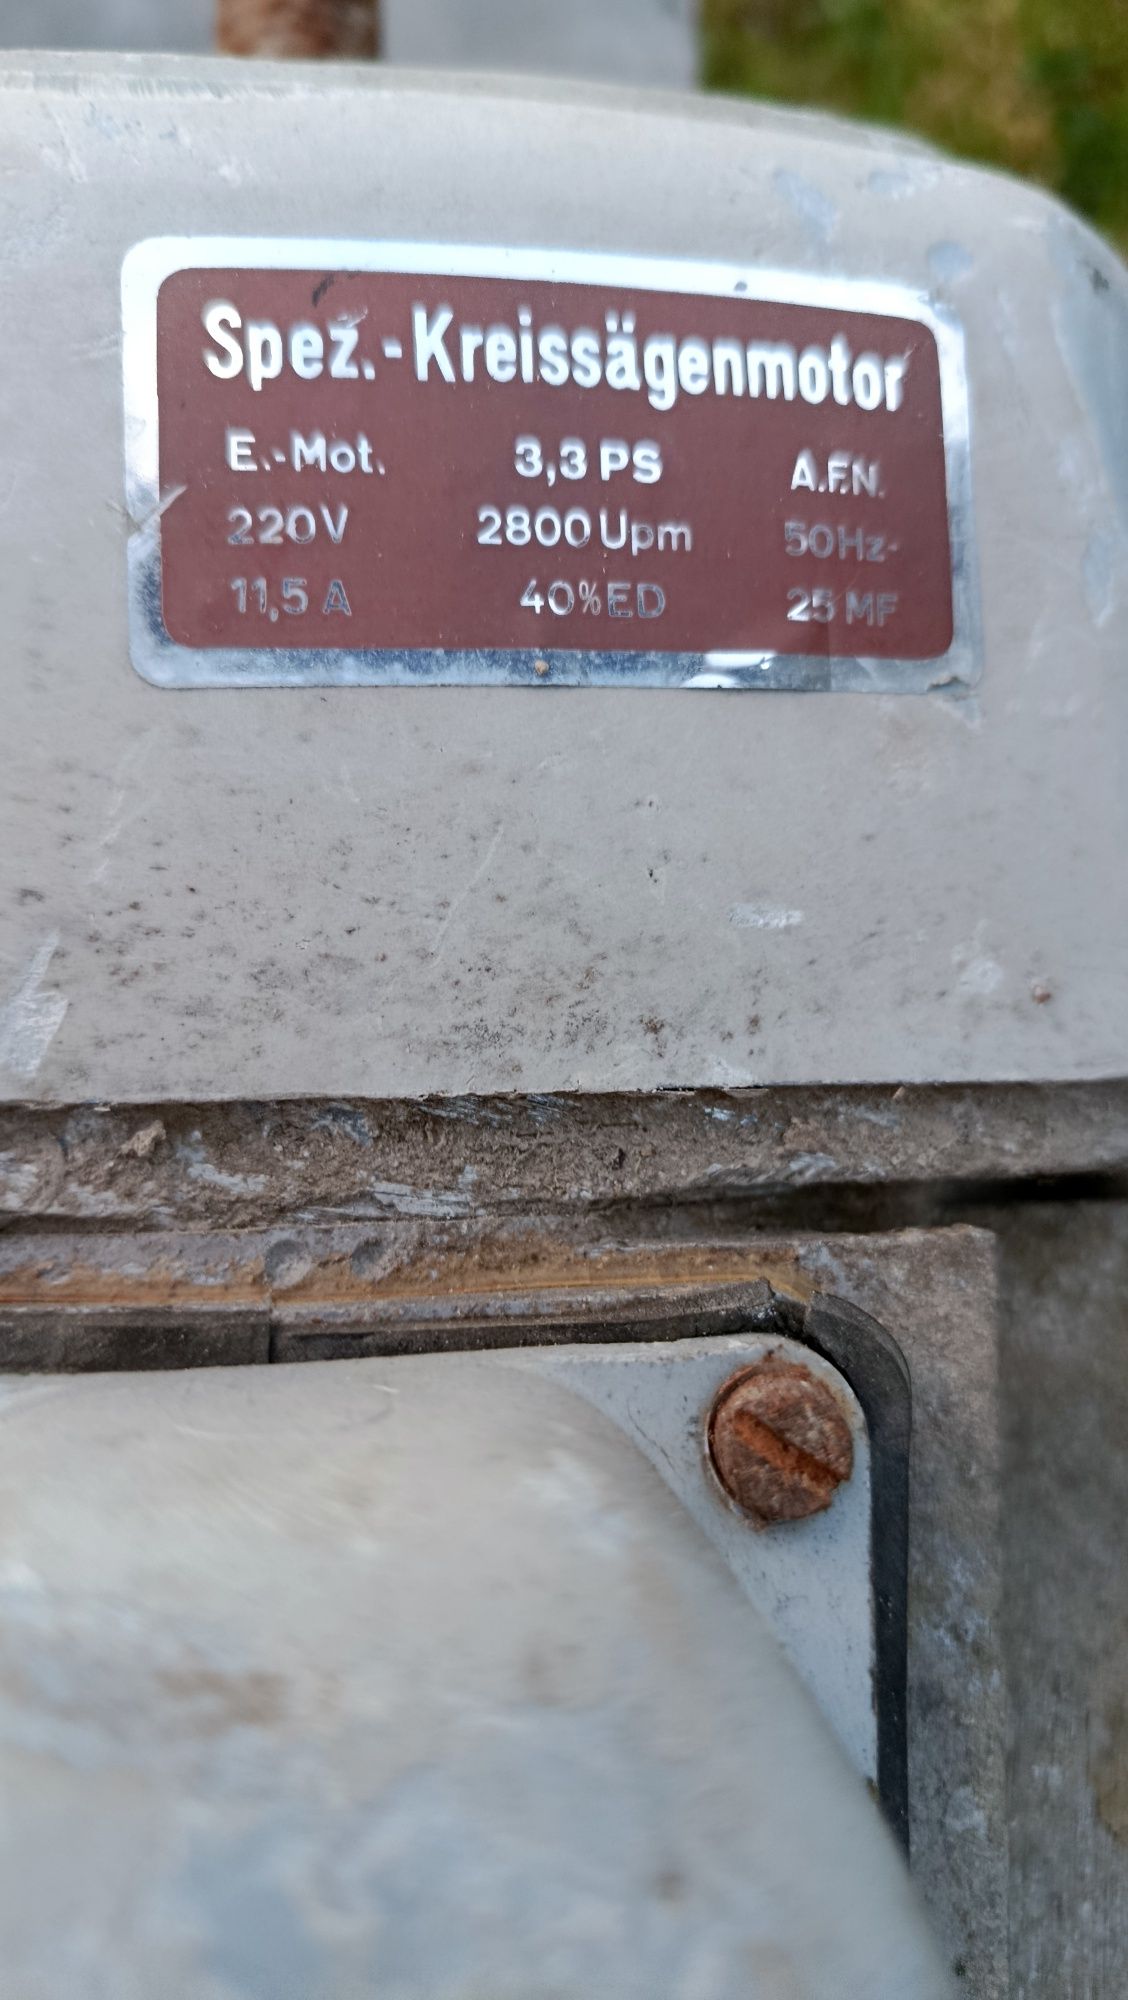 Spez.-Kreissägenmotor
E.-Mot. 3,3 PS A.F.N.
220V 2800 Upm 50Hz-
11,5 A 40% ED 25 MF